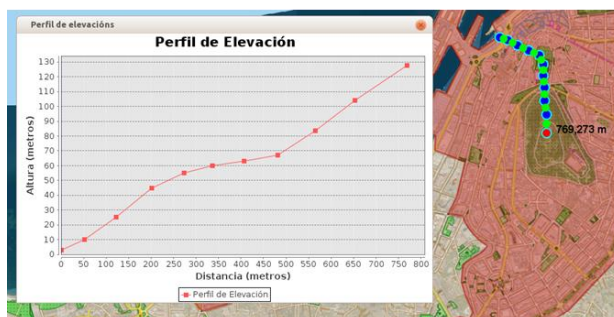 Perfil de elevacións
Perfil de Elevación
Altura (metros)
130
120
110
100
90
80
70
60
50
40
30
20
10
0
0 50 100 150 200 250 300 350 400 450 500 550 600 650 700 750 800
Distancia (metros)
Perfil de Elevación
769,273 m